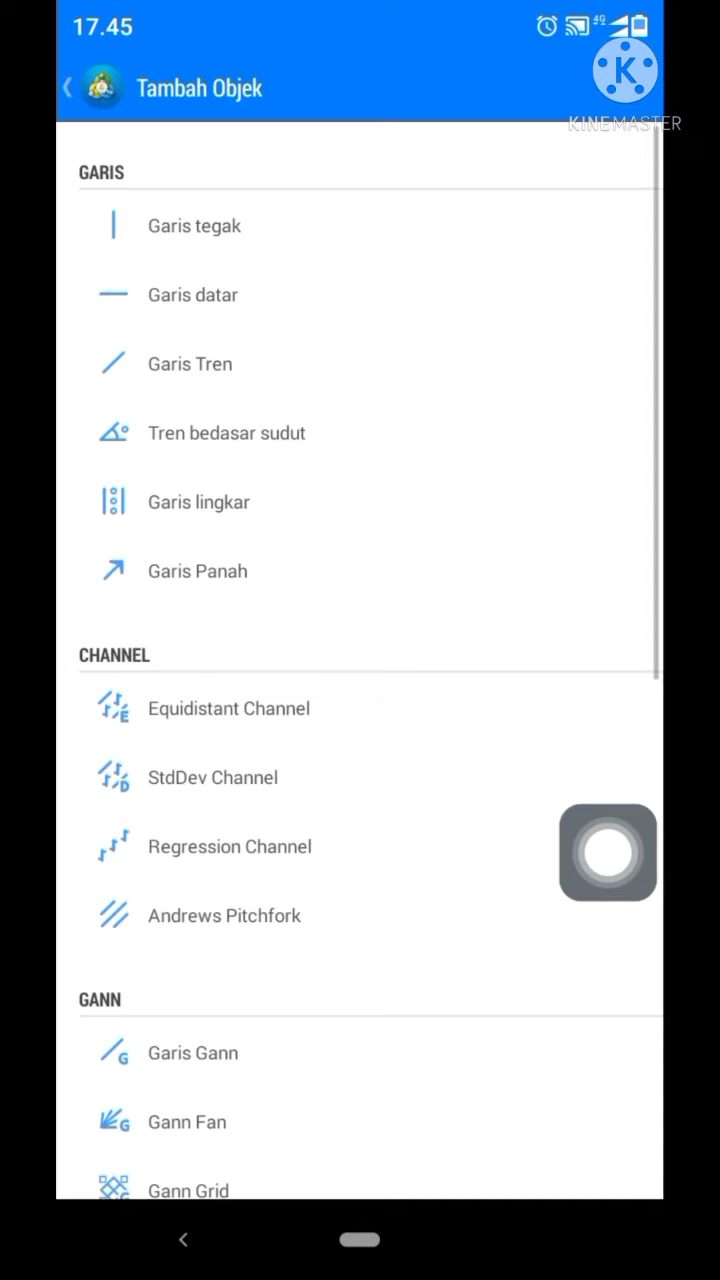 17.45
4G
Tambah Objek
K
KINEMASTER
GARIS
Garis tegak
Garis datar
Garis Tren
Tren bedasar sudut
Garis lingkar
Garis Panah
CHANNEL
E
Equidistant Channel
D
StdDev Channel
Regression Channel
Andrews Pitchfork
GANN
G
Garis Gann
G
Gann Fan
G
Gann Grid